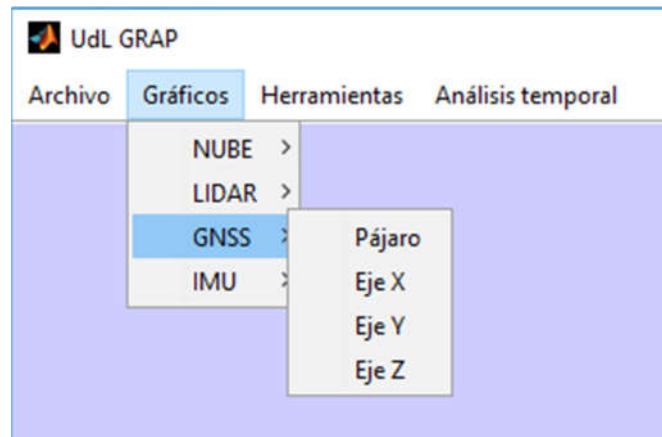 UdL GRAP
Archivo Gráficos Herramientas Análisis temporal
NUBE >
LIDAR >
GNSS >
IMU >
Pájaro
Eje X
Eje Y
Eje Z